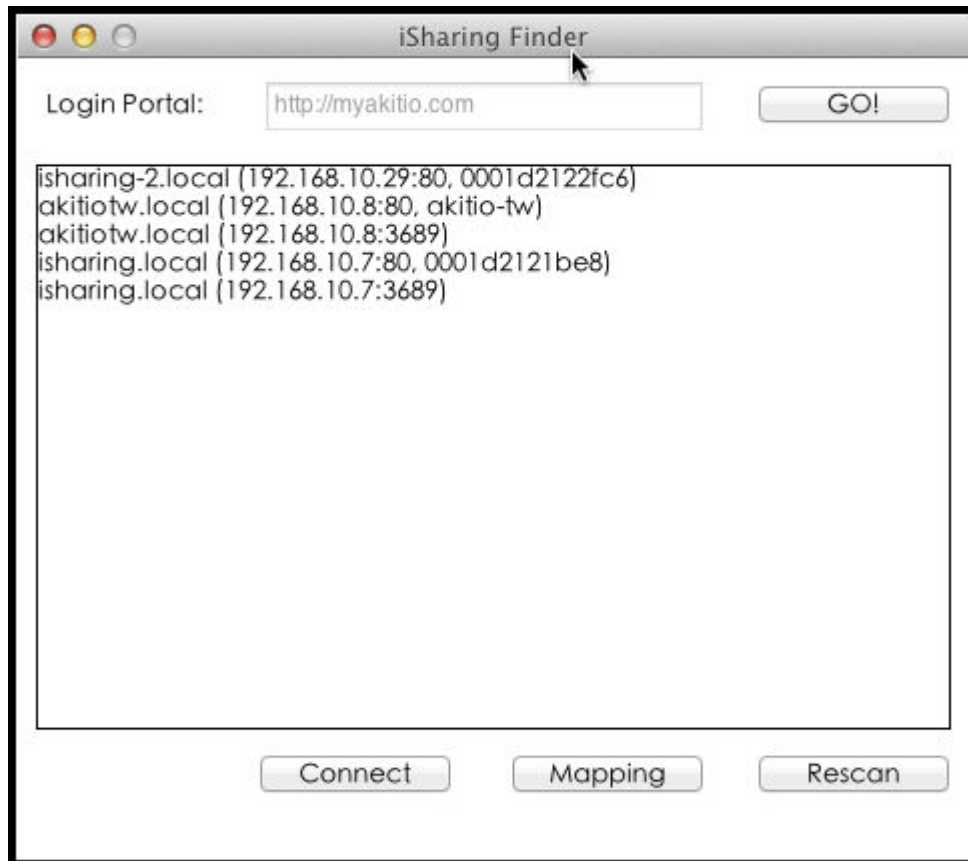 iSharing Finder
Login Portal: http://myakitio.com GO!
isharing-2.local (192.168.10.29:80, 0001d2122fc6)
akitiotw.local (192.168.10.8:80, akitio-tw)
akitiotw.local (192.168.10.8:3689)
isharing.local (192.168.10.7:80, 0001d2121be8)
isharing.local (192.168.10.7:3689)
Connect Mapping Rescan